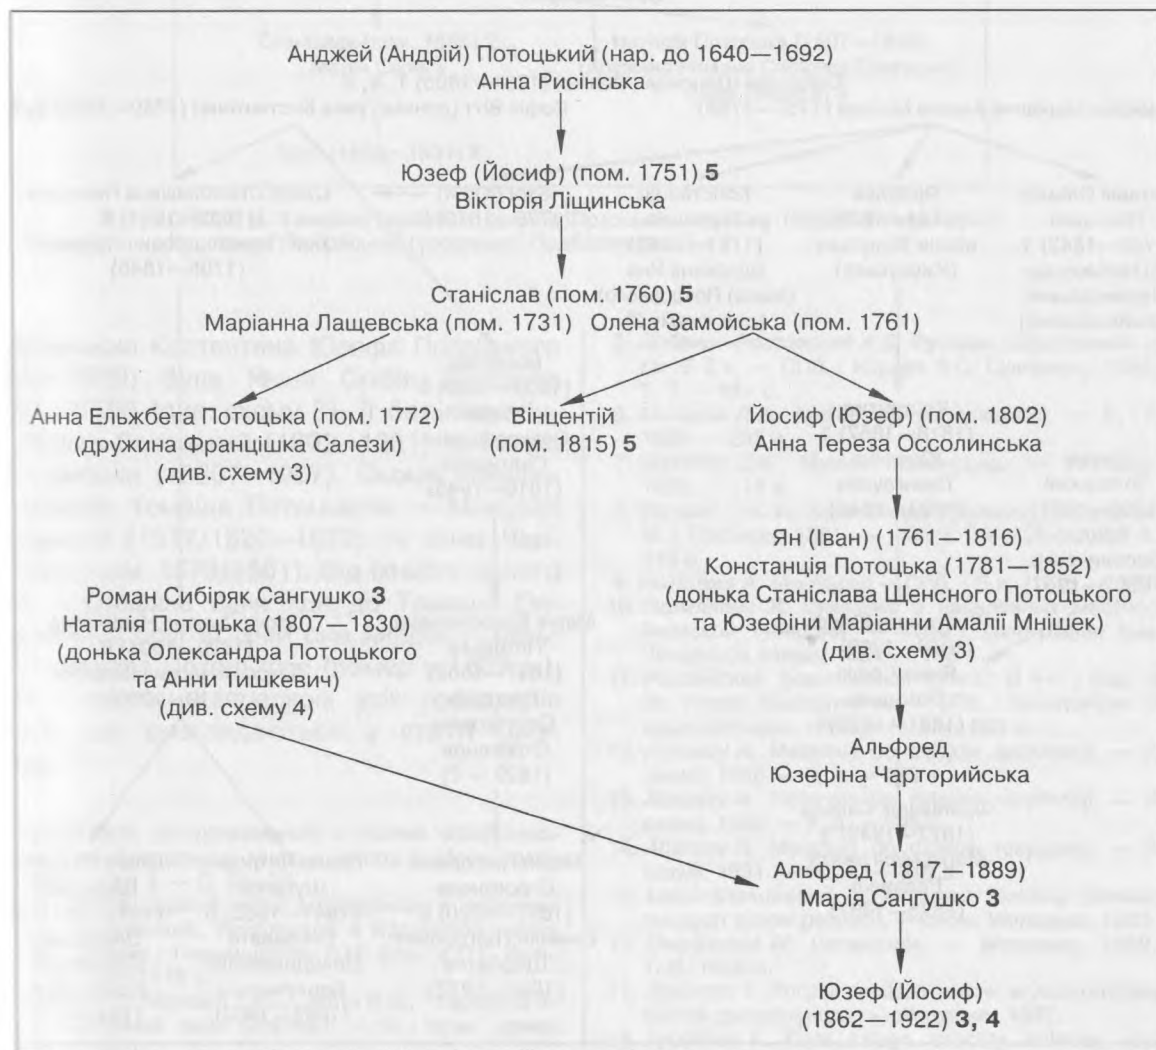 Анджей (Андрій) Потоцький (нар. до 1640—1692)
Анна Рисінська
Юзеф (Йосиф) (пом. 1751) 5
Вікторія Ліщинська
Станіслав (пом. 1760) 5
Маріанна Лащевська (пом. 1731) Олена Замойська (пом. 1761)
Анна Ельжбета Потоцька (пом. 1772)
(дружина Францішка Салезія)
(див. схему 3)
Вінцентій
(пом. 1815) 5
Йосиф (Юзеф) (пом. 1802)
Анна Тереза Оссолинська
Ян (Іван) (1761—1816)
Констанція Потоцька (1781—1852)
(донька Станіслава Щенсного Потоцького
та Юзефіни Маріанни Амалії Мнішек)
(див. схему 3)
Роман Сибіряк Сангушко 3
Наталія Потоцька (1807—1830)
(донька Олександра Потоцького
та Анни Тишкевич)
(див. схему 4)
Альфред
Юзефіна Чарторийська
Альфред (1817—1889)
Марія Сангушко 3
Юзеф (Йосиф)
(1862—1922) 3, 4